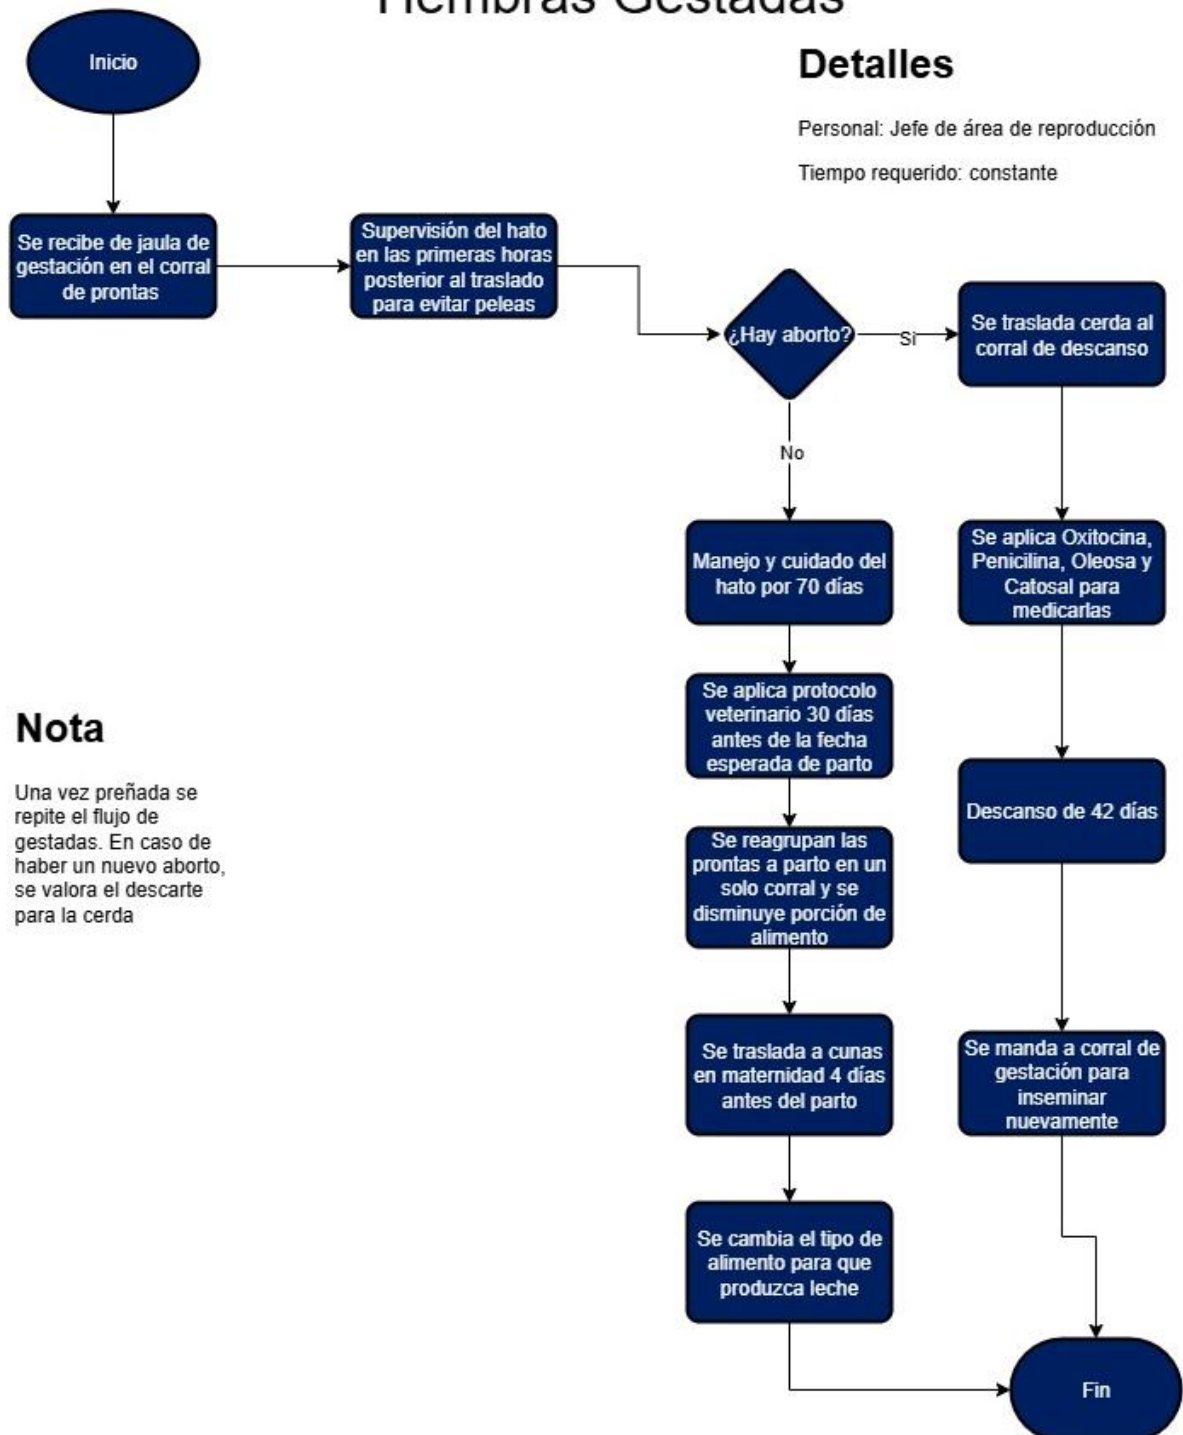 Hembras Gestadas
Inicio
Detalles
Personal: Jefe de área de reproducción
Tiempo requerido: constante
Se recibe de jaula de
gestación en el corral
de prontas
Supervisión del hato
en las primeras horas
posterior al traslado
para evitar peleas
¿Hay aborto?
Si
Se traslada cerda al
corral de descanso
No
Manejo y cuidado del
hato por 70 días
Se aplica Oxitocina,
Penicilina, Oleosa y
Catosal para
medicarlas
Se aplica protocolo
veterinario 30 días
antes de la fecha
esperada de parto
Nota
Una vez preñada se
repite el flujo de
gestadas. En caso de
haber un nuevo aborto,
se valora el descarte
para la cerda
Descanso de 42 días
Se reagrupan las
prontas a parto en un
solo corral y se
disminuye porción de
alimento
Se traslada a cunas
en maternidad 4 días
antes del parto
Se manda a corral de
gestación para
inseminar
nuevamente
Se cambia el tipo de
alimento para que
produzca leche
Fin